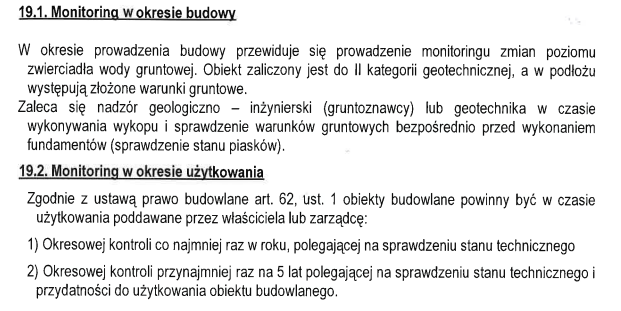 19.1. Monitoring w okresie budowy
W okresie prowadzenia budowy przewiduje się prowadzenie monitoringu zmian poziomu
zwierciadła wody gruntowej. Obiekt zaliczony jest do II kategorii geotechnicznej, a w podłożu
występują złożone warunki gruntowe.
Zaleca się nadzór geologiczno – inżynierski (gruntoznawcy) lub geotechnika w czasie
wykonywania wykopu i sprawdzenie warunków gruntowych bezpośrednio przed wykonaniem
fundamentów (sprawdzenie stanu piasków).
19.2. Monitoring w okresie użytkowania
Zgodnie z ustawą prawo budowlane art. 62, ust. 1 obiekty budowlane powinny być w czasie
użytkowania poddawane przez właściciela lub zarządcę:
1) Okresowej kontroli co najmniej raz w roku, polegającej na sprawdzeniu stanu technicznego
2) Okresowej kontroli przynajmniej raz na 5 lat polegającej na sprawdzeniu stanu technicznego i
przydatności do użytkowania obiektu budowlanego.